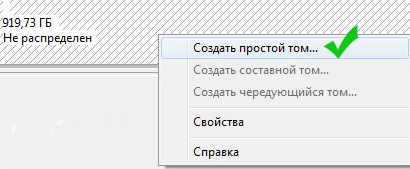 919,73 ГБ
Не распределен
Создать простой том...
Создать составной том...
Создать чередующийся том...
Свойства
Справка